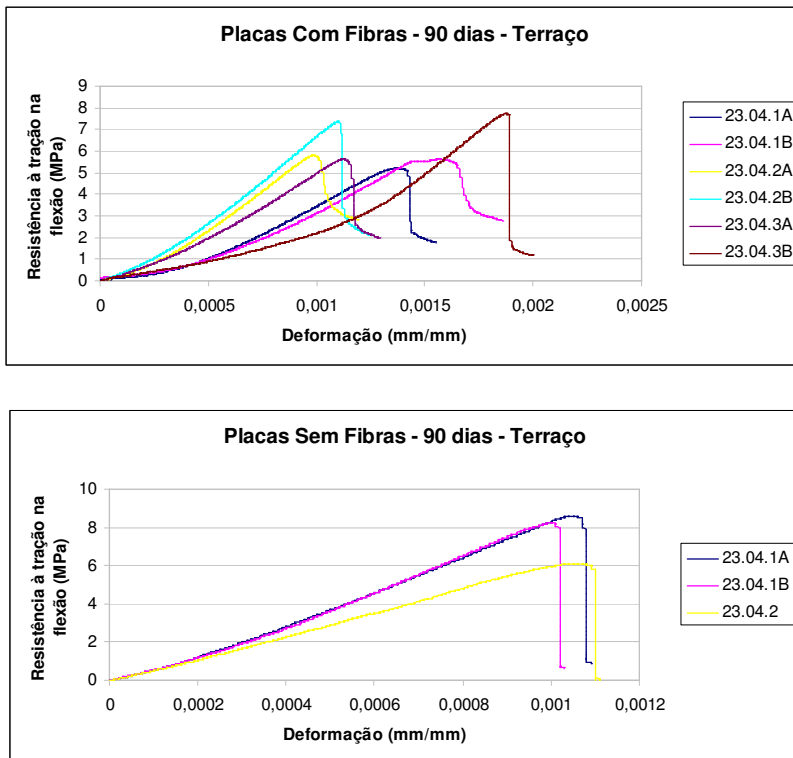 Placas Com Fibras - 90 dias - Terraço
Resistência à tração na
flexão (MPa)
9
8
7
6
5
4
3
2
1
0
0
0,0005
0,001
0,0015
0,002
0,0025
Deformação (mm/mm)
23.04.1A
23.04.1B
23.04.2A
23.04.2B
23.04.3A
23.04.3B
Placas Sem Fibras - 90 dias - Terraço
Resistência à tração na
flexão (MPa)
10
8
6
4
2
0
0
0,0002
0,0004
0,0006
0,0008
0,001
0,0012
Deformação (mm/mm)
23.04.1A
23.04.1B
23.04.2